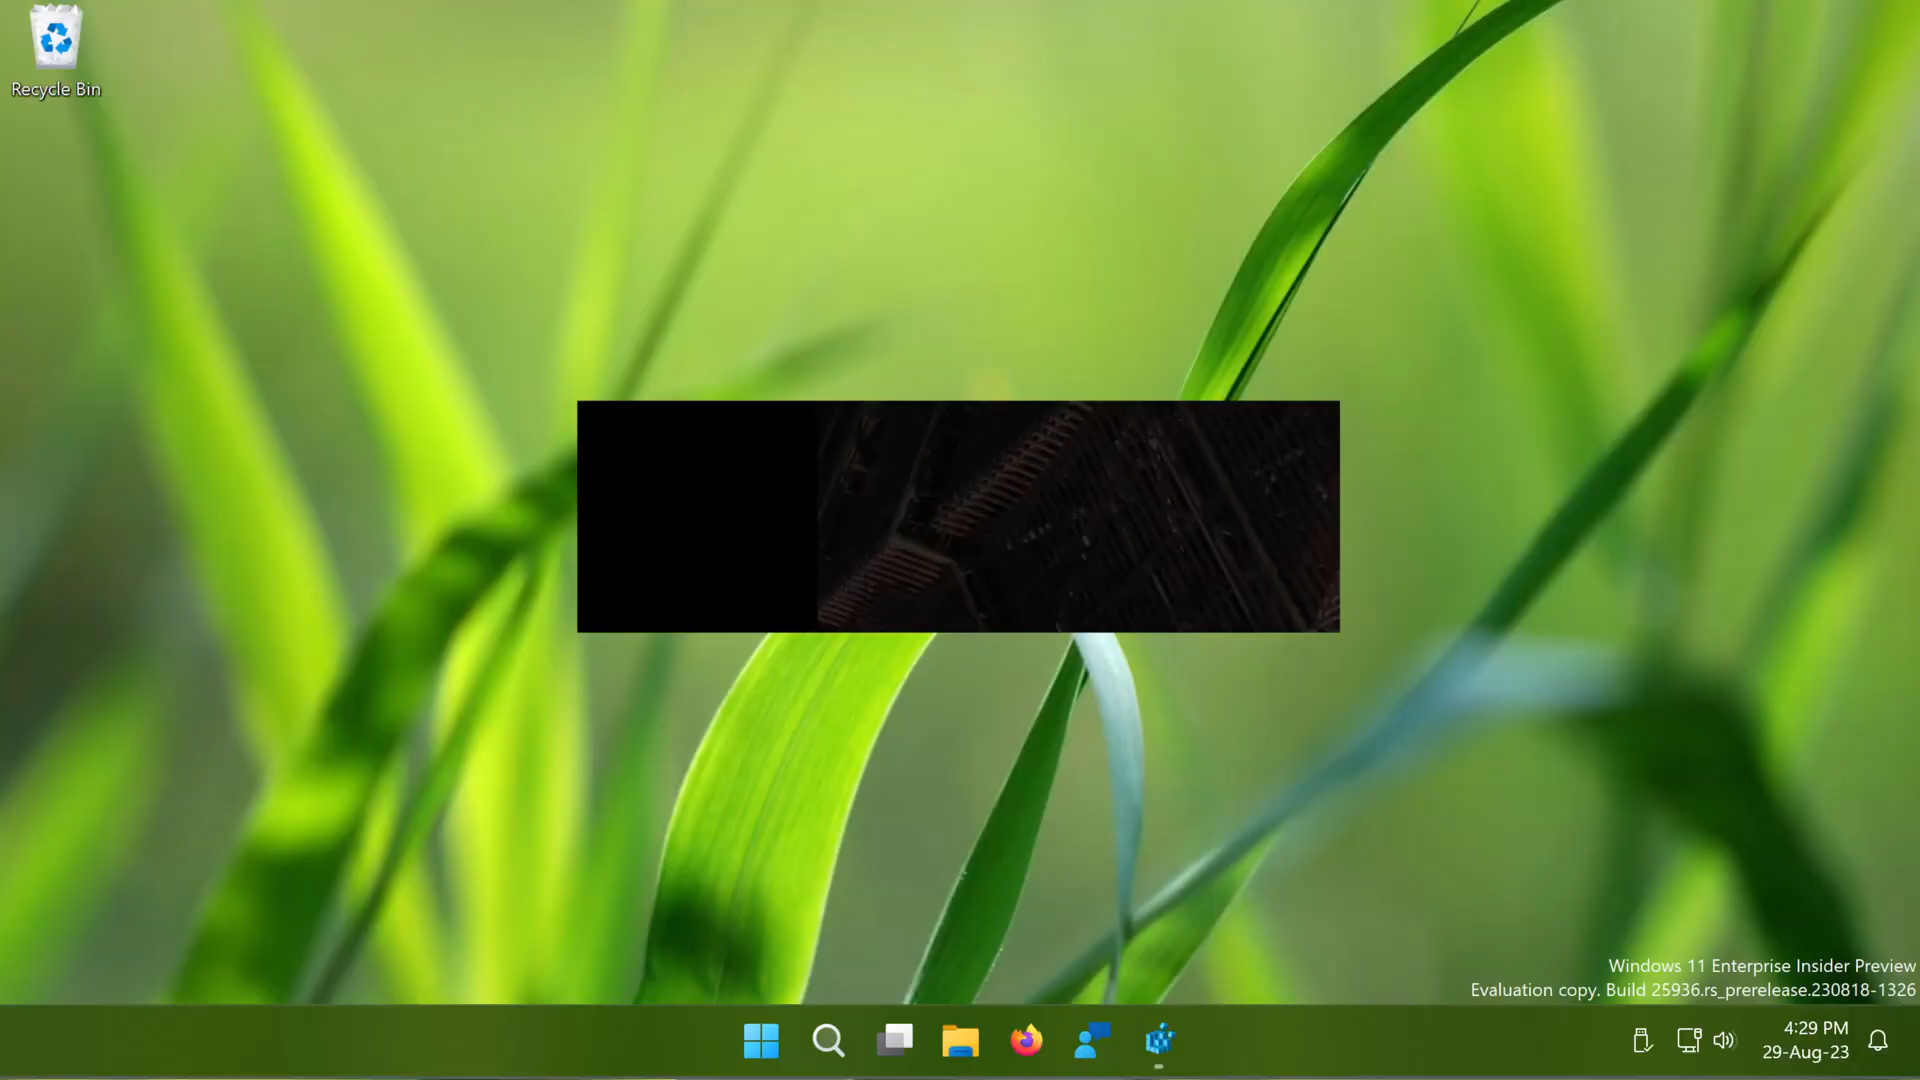 Recycle Bin
Windows 11 Enterprise Insider Preview
Evaluation copy. Build 25936.rs_prerelease.230818-1326
4:29 PM
29-Aug-23